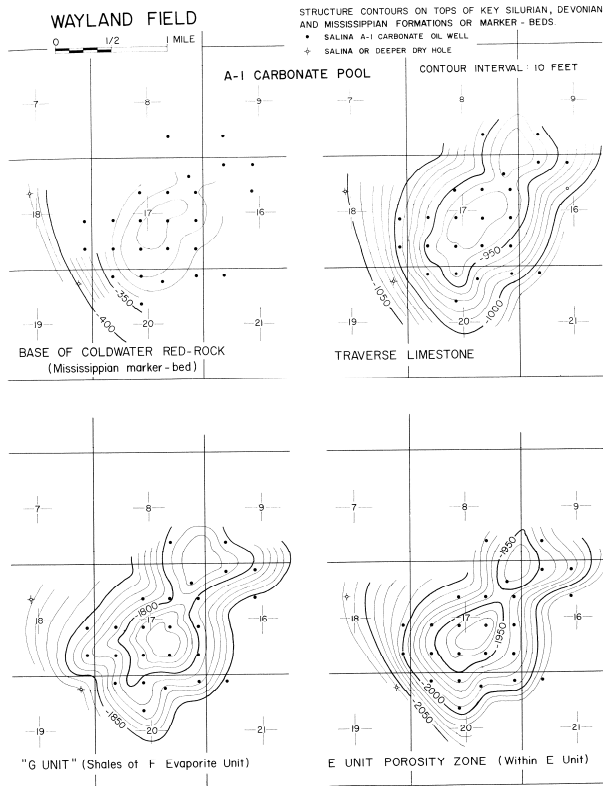 WAYLAND FIELD
0 1/2 1 MILE
STRUCTURE CONTOURS ON TOPS OF KEY SILURIAN, DEVONIAN
AND MISSISSIPPIAN FORMATIONS OR MARKER-BEDS.
SALINA A-1 CARBONATE OIL WELL
SALINA OR DEEPER DRY HOLE
A-1 CARBONATE POOL
CONTOUR INTERVAL: 10 FEET
7 8 9
18 17 16
-350
-400
19 20 21
BASE OF COLDWATER RED-ROCK
(Mississippian marker-bed)
7 8 9
18 17 16
-950
-1050
-1000
19 20 21
TRAVERSE LIMESTONE
7 8 9
-1800
18 17 16
-1850
19 20 21
"G UNIT" (Shales of F Evaporite Unit)
7 8 9
-1950
18 17 16
-1950
-2000
-2050
19 20 21
E UNIT POROSITY ZONE (Within E Unit)